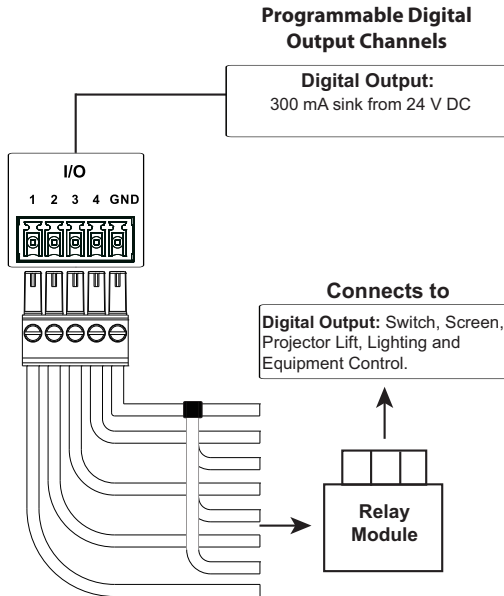 Programmable Digital
Output Channels
Digital Output:
300 mA sink from 24 V DC
I/O
1 2 3 4 GND
Connects to
Digital Output: Switch, Screen,
Projector Lift, Lighting and
Equipment Control.
Relay
Module